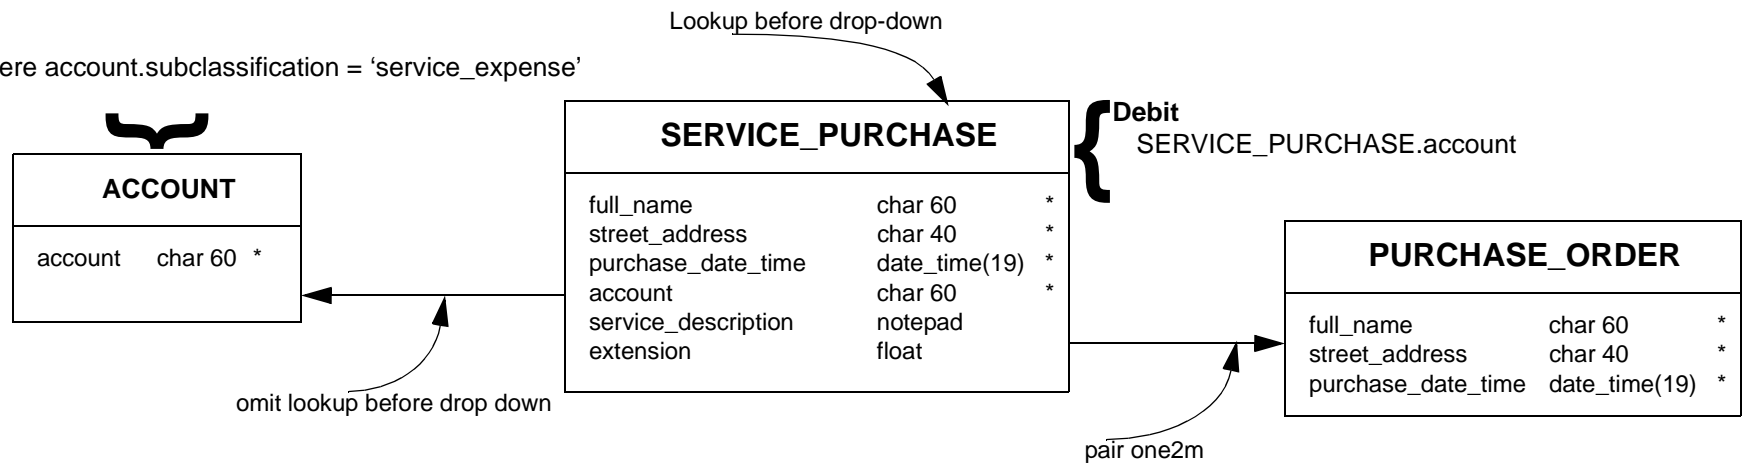 Lookup before drop-down
ere account.subclassification = ‘service_expense’
Debit
SERVICE_PURCHASE.account
SERVICE_PURCHASE
ACCOUNT
account char 60 *
full_name char 60 *
street_address char 40 *
purchase_date_time date_time(19) *
account char 60 *
service_description notepad
extension float
PURCHASE_ORDER
full_name char 60 *
street_address char 40 *
purchase_date_time date_time(19) *
omit lookup before drop down
pair one2m